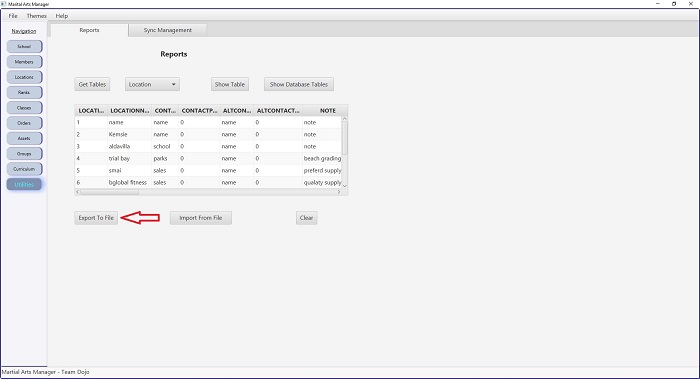 Marital Arts Manager
File Themes Help
Navigation
School
Members
Locations
Ranks
Classes
Orders
Assets
Groups
Curriculum
Utilities
Reports Sync Management
Reports
Get Tables Location Show Table Show Database Tables
LOCATI... LOCATIONN... CONT... CONTACTP... ALTCON... ALTCONTACT... NOTE
1 name name 0 name 0 note
2 Kemsie name 0 name 0 note
3 aldavilla school 0 name 0 note
4 trial bay parks 0 name 0 beach grading
5 smai sales 0 name 0 preferd supply
6 bglobal fitness sales 0 name 0 qualaty supply
Export To File Import From File Clear
Martial Arts Manager - Team Dojo